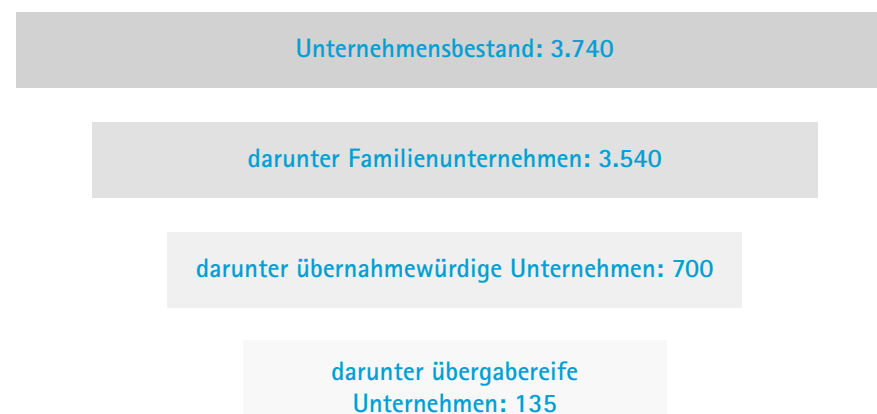 Unternehmensbestand: 3.740
darunter Familienunternehmen: 3.540
darunter übernahmewürdige Unternehmen: 700
darunter übergabereife
Unternehmen: 135